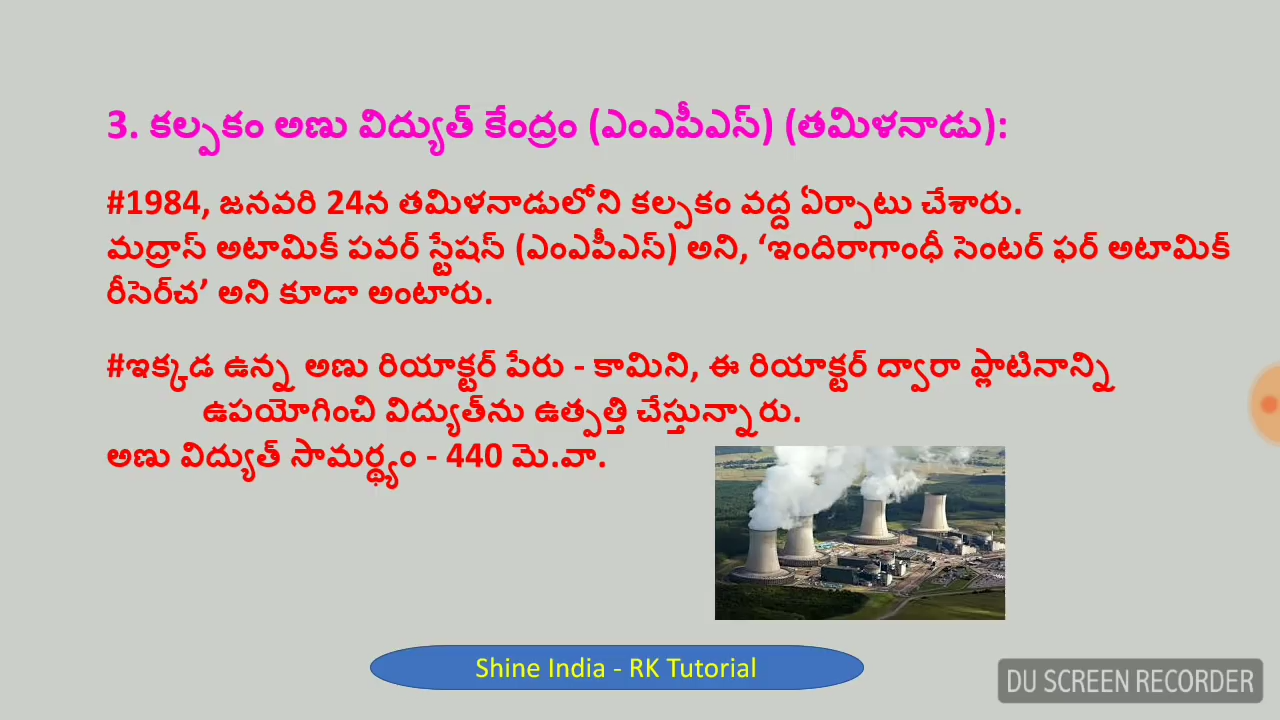 3. కల్పకం అణు విద్యుత్ కేంద్రం (ఎంఎపీఎస్) (తమిళనాడు):
#1984, జనవరి 24న తమిళనాడులోని కల్పకం వద్ద ఏర్పాటు చేశారు.
మద్రాస్ అటామిక్ పవర్ స్టేషస్ (ఎంఎపీఎస్) అని, ‘ఇందిరాగాంధీ సెంటర్ ఫర్ అటామిక్
రీసెర్‌చ’ అని కూడా అంటారు.
#ఇక్కడ ఉన్న అణు రియాక్టర్ పేరు - కామిని, ఈ రియాక్టర్ ద్వారా ప్లాటినాన్ని
ఉపయోగించి విద్యుత్‌ను ఉత్పత్తి చేస్తున్నారు.
అణు విద్యుత్ సామర్థ్యం - 440 మె.వా.
Shine India - RK Tutorial
DU SCREEN RECORDER